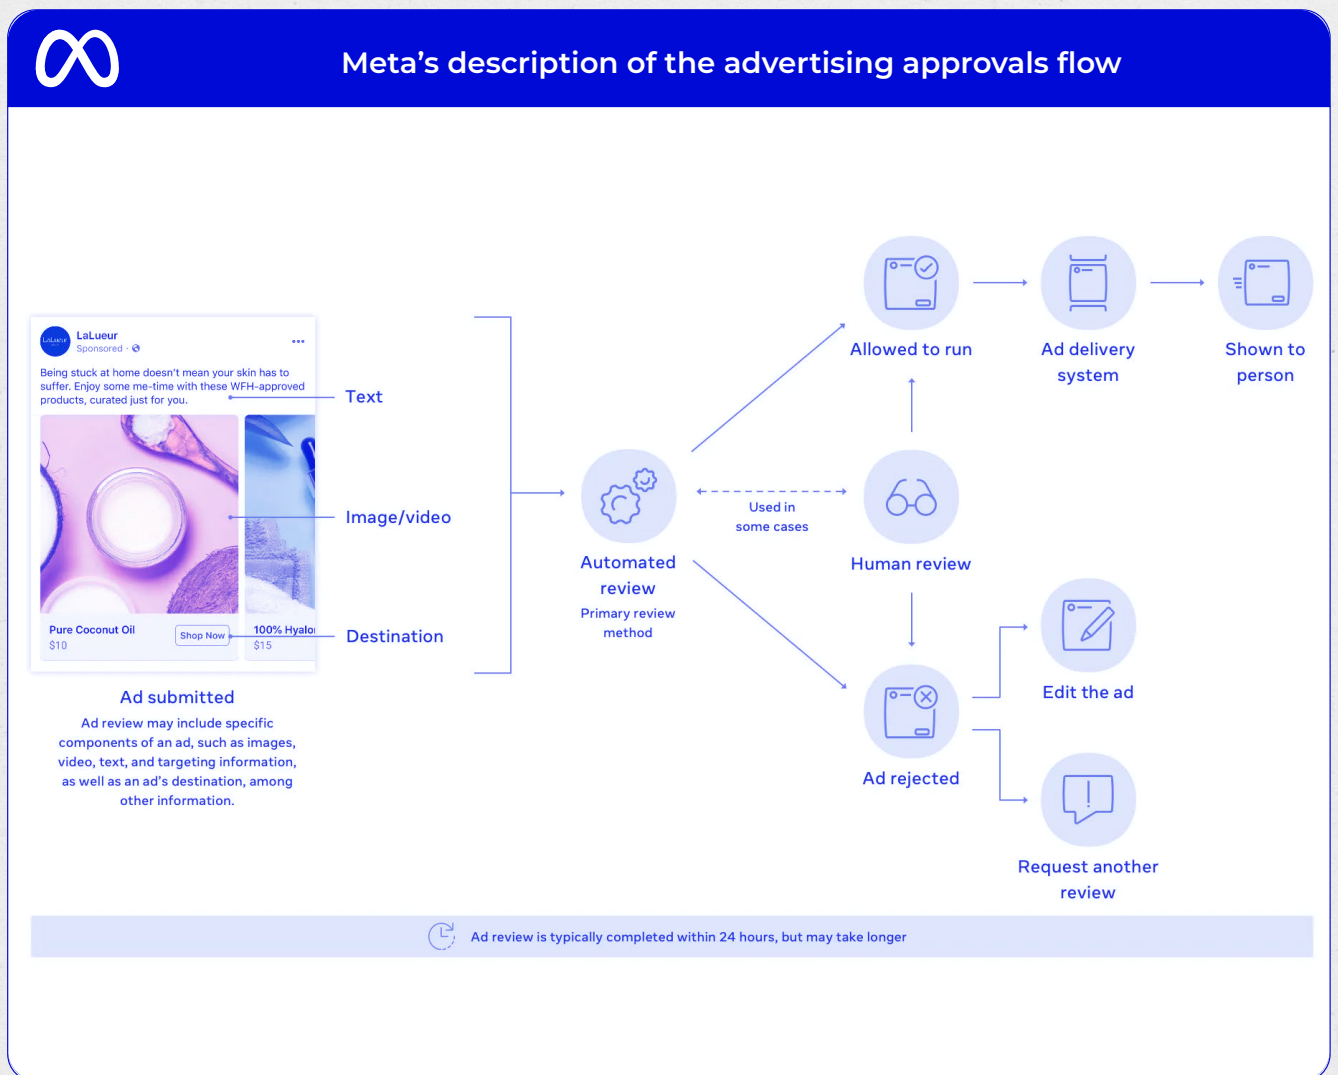 Meta’s description of the advertising approvals flow
LaLueur
LaLueur
Sponsored ·
Being stuck at home doesn’t mean your skin has to
suffer. Enjoy some me-time with these WFH-approved
products, curated just for you.
Text
Image/video
Pure Coconut Oil
$10
Shop Now
100% Hyalo
$15
Destination
Ad submitted
Ad review may include specific
components of an ad, such as images,
video, text, and targeting information,
as well as an ad’s destination, among
other information.
Automated
review
Primary review
method
Used in
some cases
Human review
Allowed to run
Ad delivery
system
Shown to
person
Ad rejected
Edit the ad
Request another
review
Ad review is typically completed within 24 hours, but may take longer